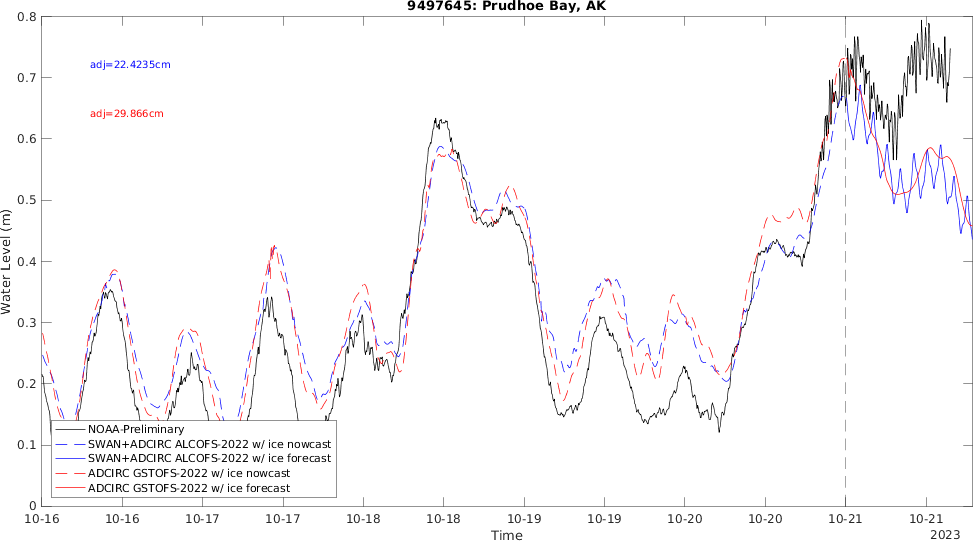 9497645: Prudhoe Bay, AK
0.8
0.7
0.6
0.5
0.4
0.3
0.2
0.1
0
Water Level (m)
adj=22.4235cm
adj=29.866cm
NOAA-Preliminary
SWAN+ADCIRC ALCOFS-2022 w/ ice nowcast
SWAN+ADCIRC ALCOFS-2022 w/ ice forecast
ADCIRC GSTOFS-2022 w/ ice nowcast
ADCIRC GSTOFS-2022 w/ ice forecast
10-16 10-16 10-17 10-17 10-18 10-18 10-19 10-19 10-20 10-20 10-21 10-21
Time
2023